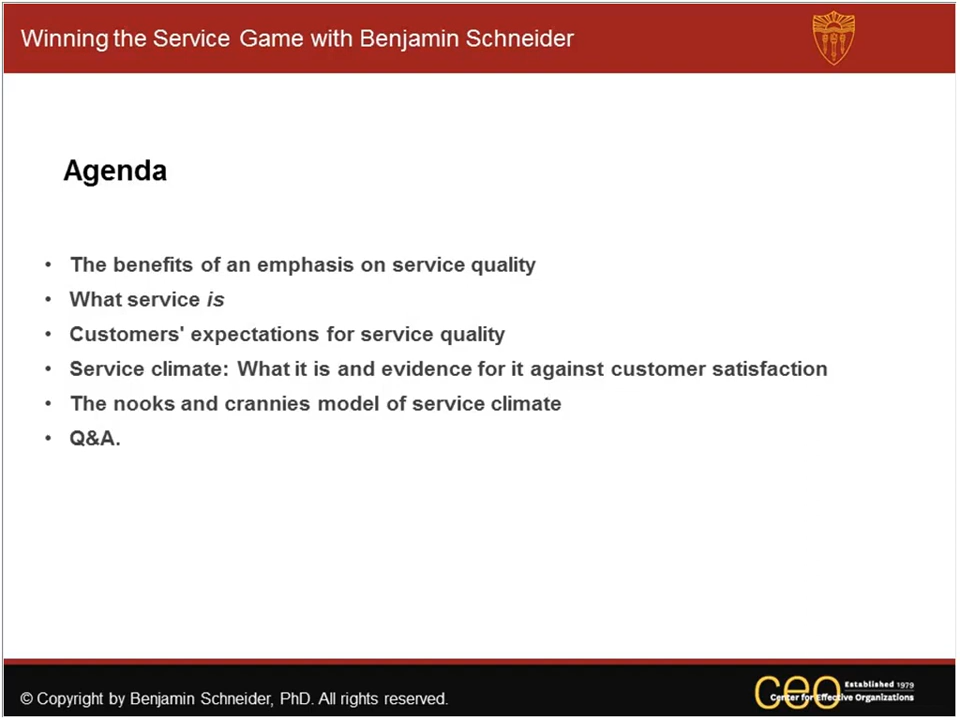 Winning the Service Game with Benjamin Schneider
Agenda
• The benefits of an emphasis on service quality
• What service is
• Customers' expectations for service quality
• Service climate: What it is and evidence for it against customer satisfaction
• The nooks and crannies model of service climate
• Q&A.
© Copyright by Benjamin Schneider, PhD. All rights reserved.
ceo
Established 1979
Center for Effective Organizations